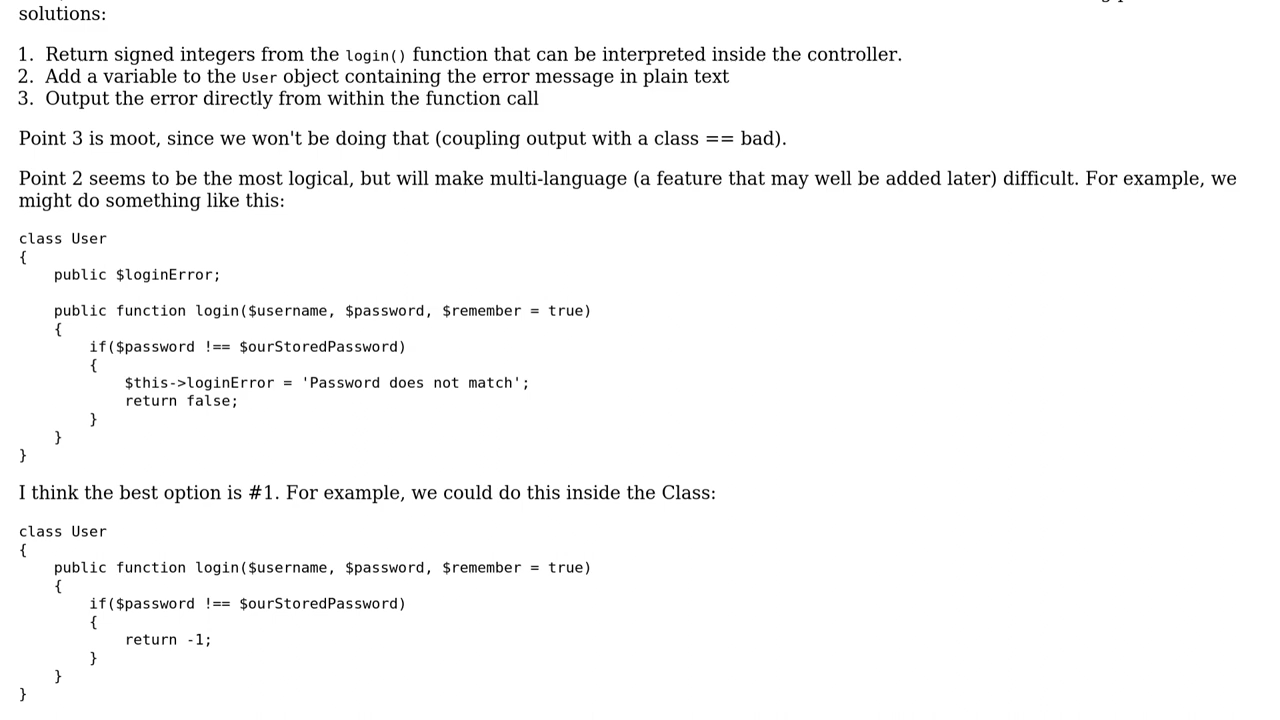 solutions:
1. Return signed integers from the login() function that can be interpreted inside the controller.
2. Add a variable to the User object containing the error message in plain text
3. Output the error directly from within the function call
Point 3 is moot, since we won't be doing that (coupling output with a class == bad).
Point 2 seems to be the most logical, but will make multi-language (a feature that may well be added later) difficult. For example, we
might do something like this:
class User
{
    public $loginError;

    public function login($username, $password, $remember = true)
    {
        if($password !== $ourStoredPassword)
        {
            $this->loginError = 'Password does not match';
            return false;
        }
    }
}
I think the best option is #1. For example, we could do this inside the Class:
class User
{
    public function login($username, $password, $remember = true)
    {
        if($password !== $ourStoredPassword)
        {
            return -1;
        }
    }
}